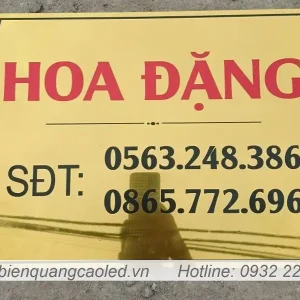 HOA ĐẶNG
SĐT: 0563.248.386
0865.772.696
bienquangcaoled.vn Hotline: 0932 22